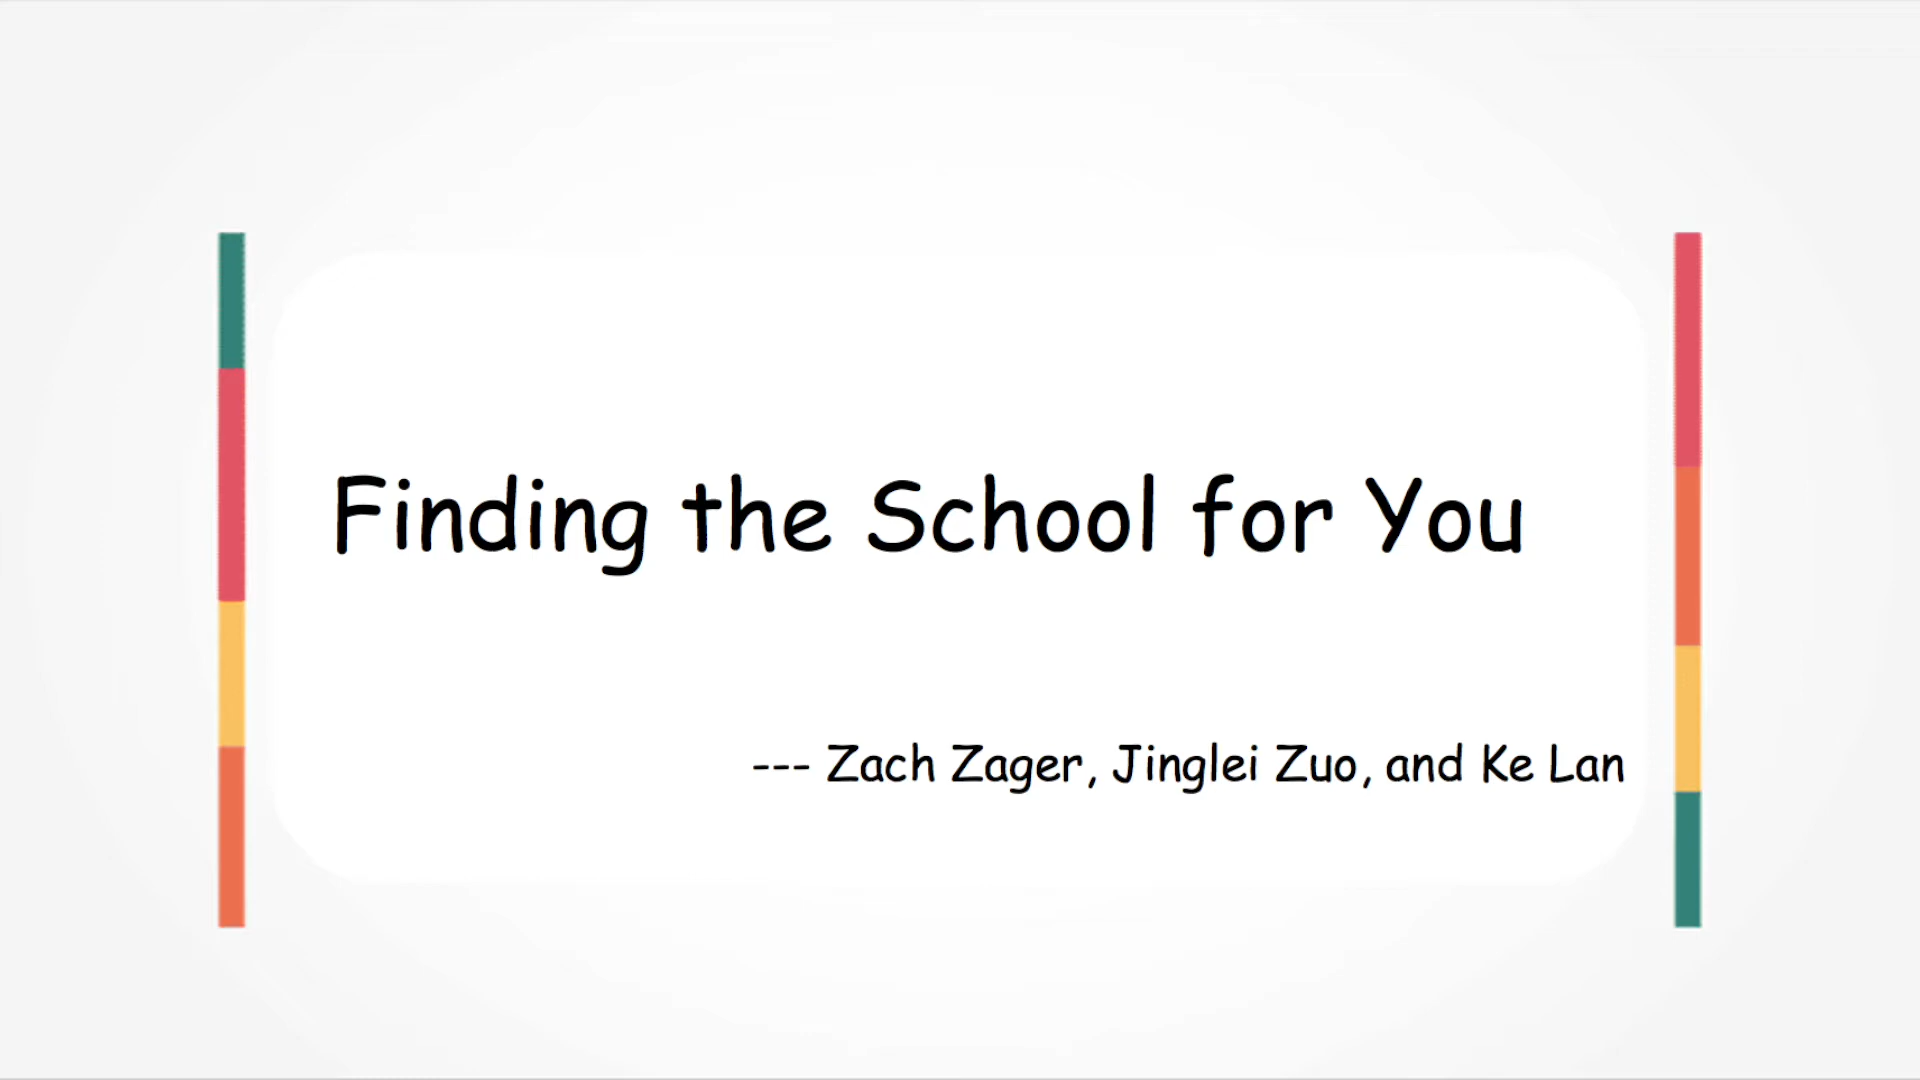 Finding the School for You
--- Zach Zager, Jinglei Zuo, and Ke Lan